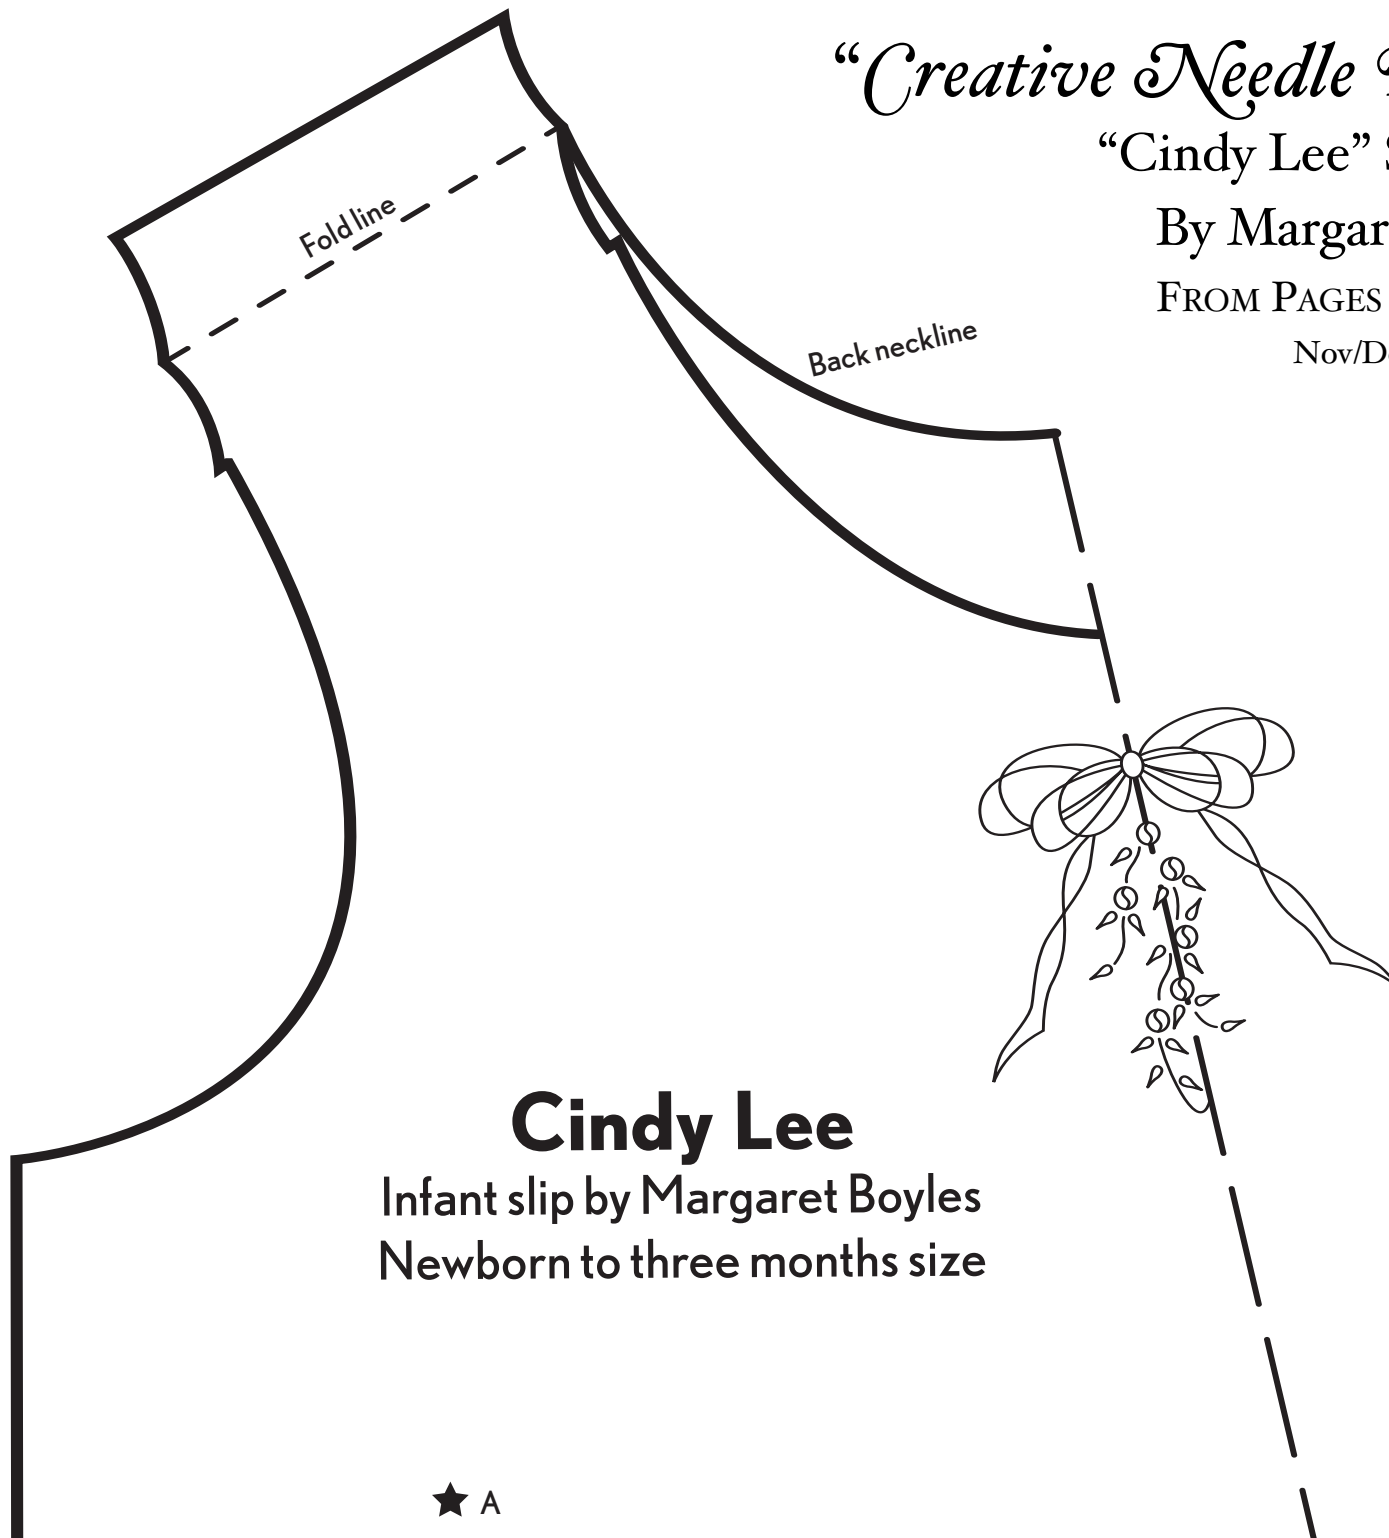 “Creative Needle
“Cindy Lee”
By
FROM PAGES
Fold line
Back neckline
Cindy Lee
Infant slip by Margaret Boyles
Newborn to three months size
A